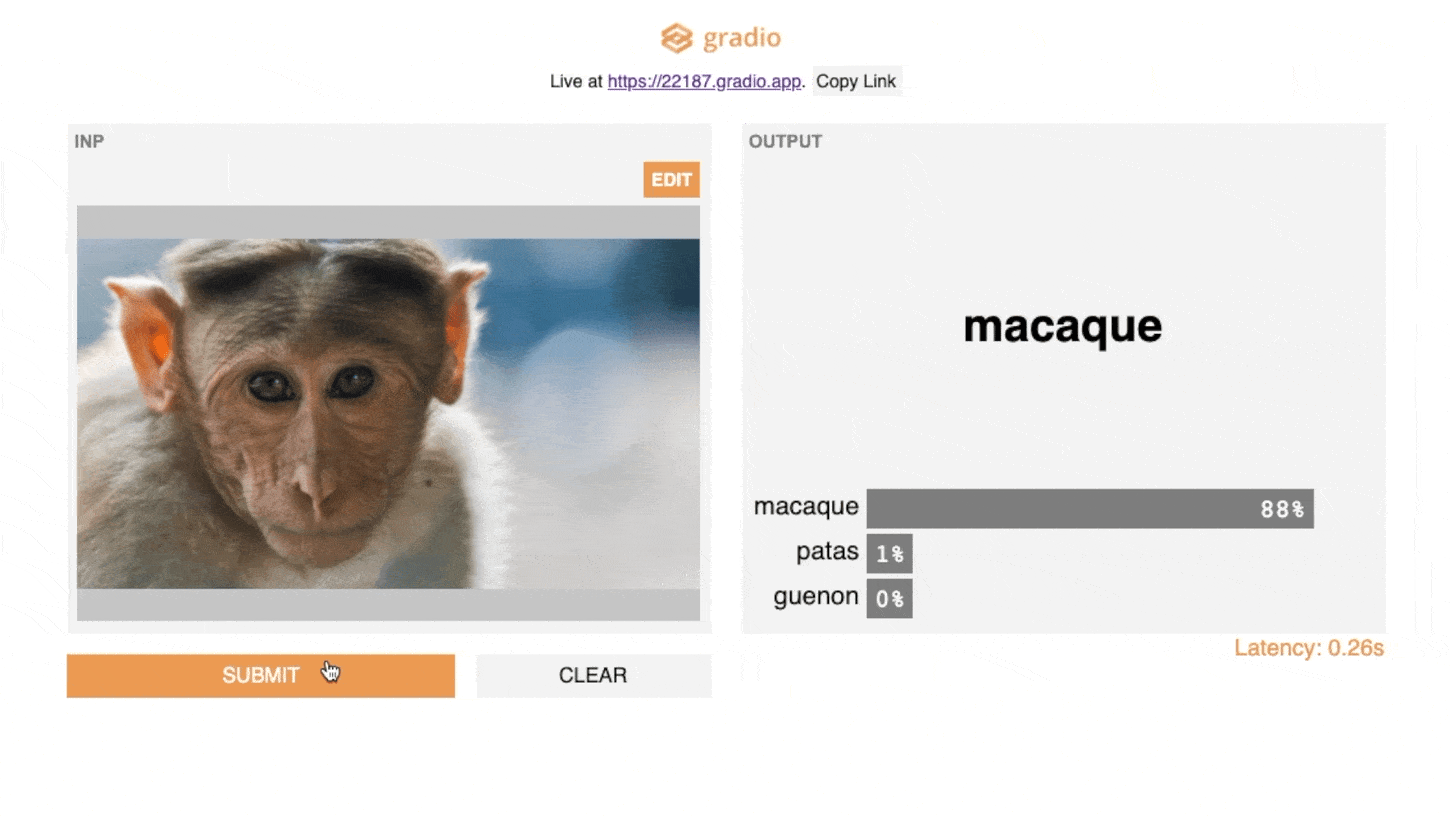 gradio
Live at https://22187.gradio.app. Copy Link
INP
EDIT
OUTPUT
macaque
macaque 88%
patas 1%
guenon 0%
Latency: 0.26s
SUBMIT
CLEAR